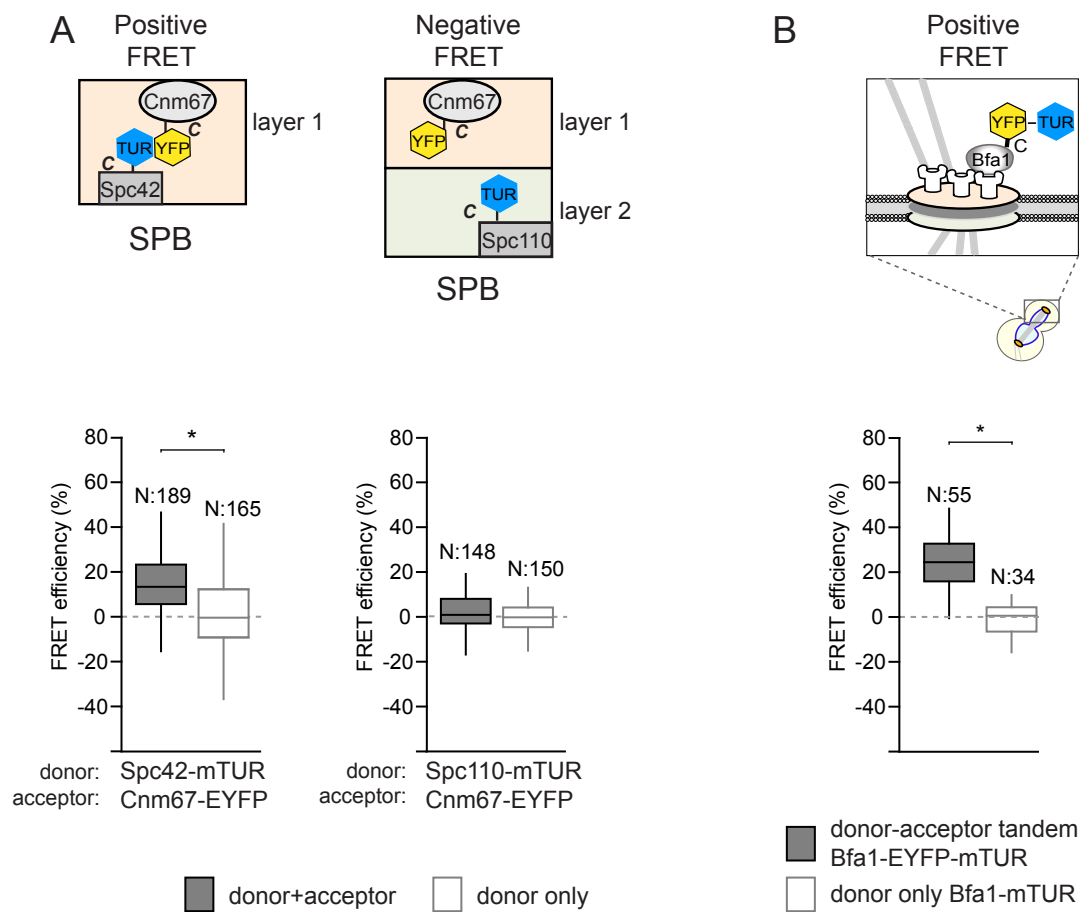 A
Positive
FRET
Cnm67
C
TUR
YFP
C
Spc42
layer 1
SPB
Negative
FRET
Cnm67
C
YFP
layer 1
TUR
C
Spc110
layer 2
SPB
B
Positive
FRET
YFP
TUR
C
Bfa1
FRET efficiency (%)
80
60
40
20
0
-20
-40
*
N:189
N:165
donor: Spc42-mTUR
acceptor: Cnm67-EYFP
FRET efficiency (%)
80
60
40
20
0
-20
-40
N:148
N:150
donor: Spc110-mTUR
acceptor: Cnm67-EYFP
donor+acceptor
donor only
FRET efficiency (%)
80
60
40
20
0
-20
-40
*
N:55
N:34
donor-acceptor tandem
Bfa1-EYFP-mTUR
donor only Bfa1-mTUR